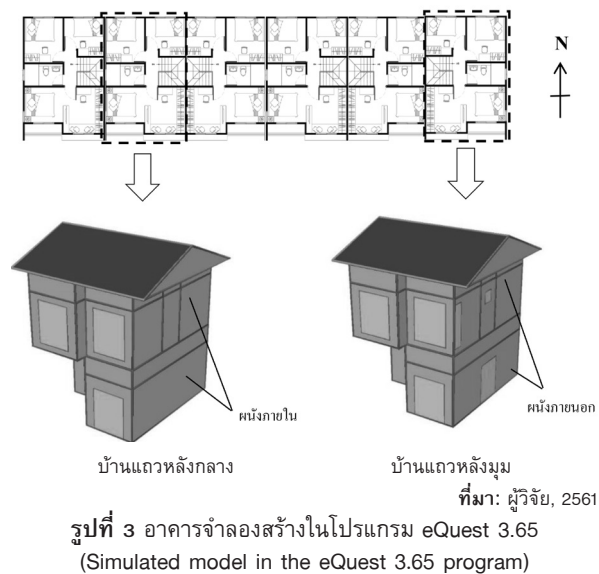 N
ผนังภายใน
ผนังภายนอก
บ้านแถวหลังกลาง
บ้านแถวหลังมุม
ที่มา: ผู้วิจัย, 2561
รูปที่ 3 อาคารจำลองสร้างในโปรแกรม eQuest 3.65
(Simulated model in the eQuest 3.65 program)